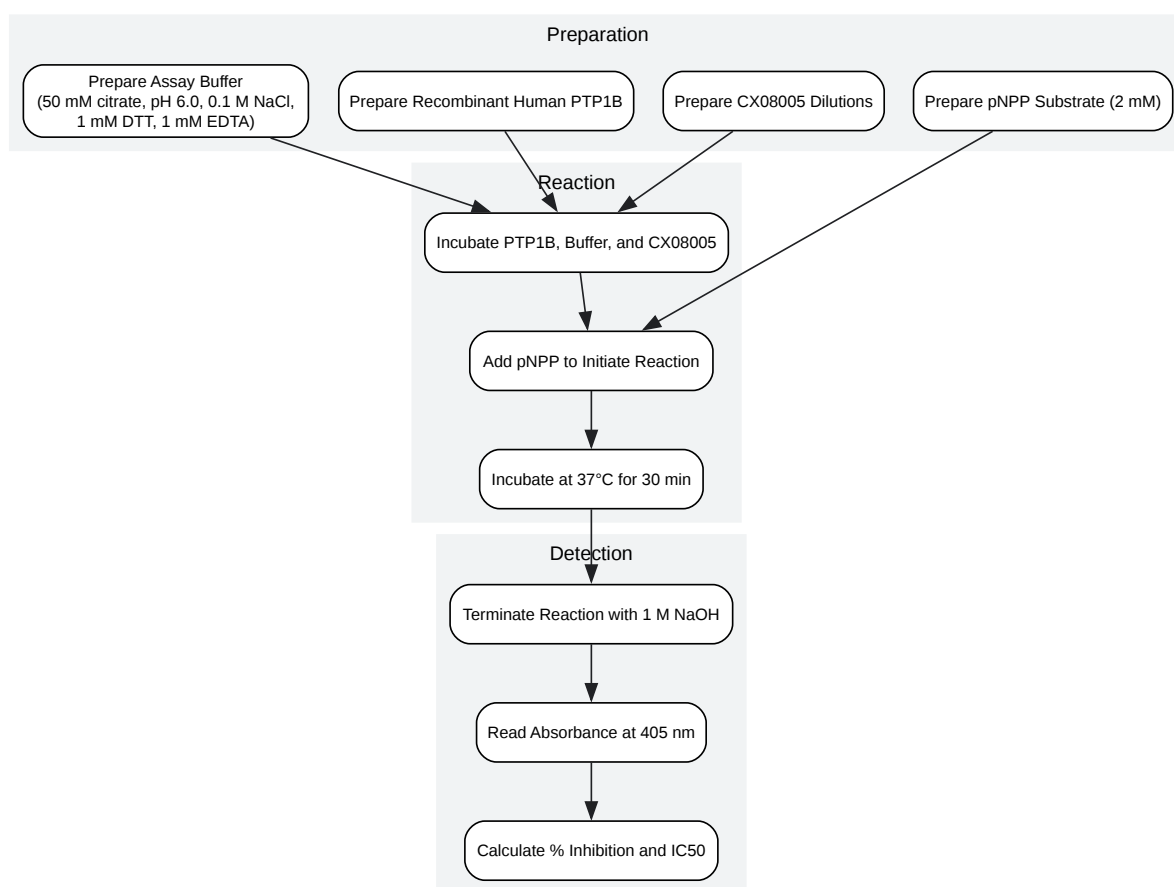 Preparation
Prepare Assay Buffer
(50 mM citrate, pH 6.0, 0.1 M NaCl,
1 mM DTT, 1 mM EDTA)
Prepare Recombinant Human PTP1B
Prepare CX08005 Dilutions
Prepare pNPP Substrate (2 mM)
Reaction
Incubate PTP1B, Buffer, and CX08005
Add pNPP to Initiate Reaction
Incubate at 37°C for 30 min
Detection
Terminate Reaction with 1 M NaOH
Read Absorbance at 405 nm
Calculate % Inhibition and IC50